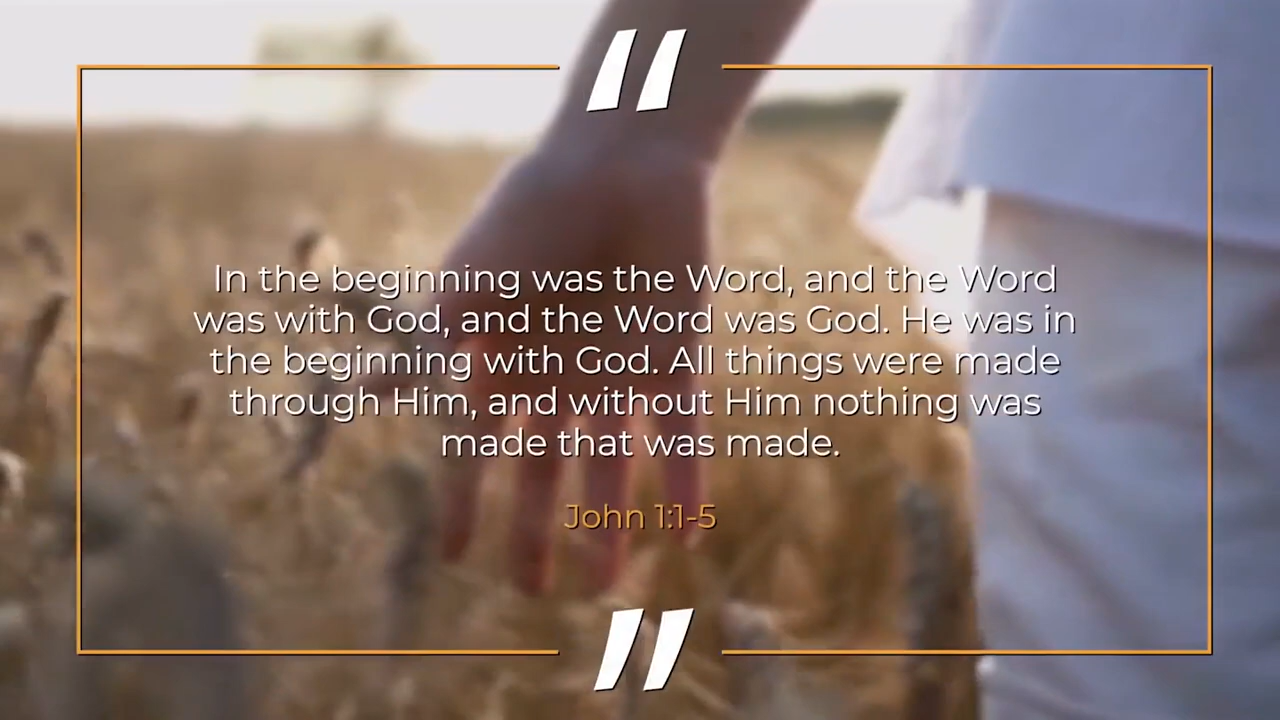 “
In the beginning was the Word, and the Word
was with God, and the Word was God. He was in
the beginning with God. All things were made
through Him, and without Him nothing was
made that was made.
John 1:1-5
”